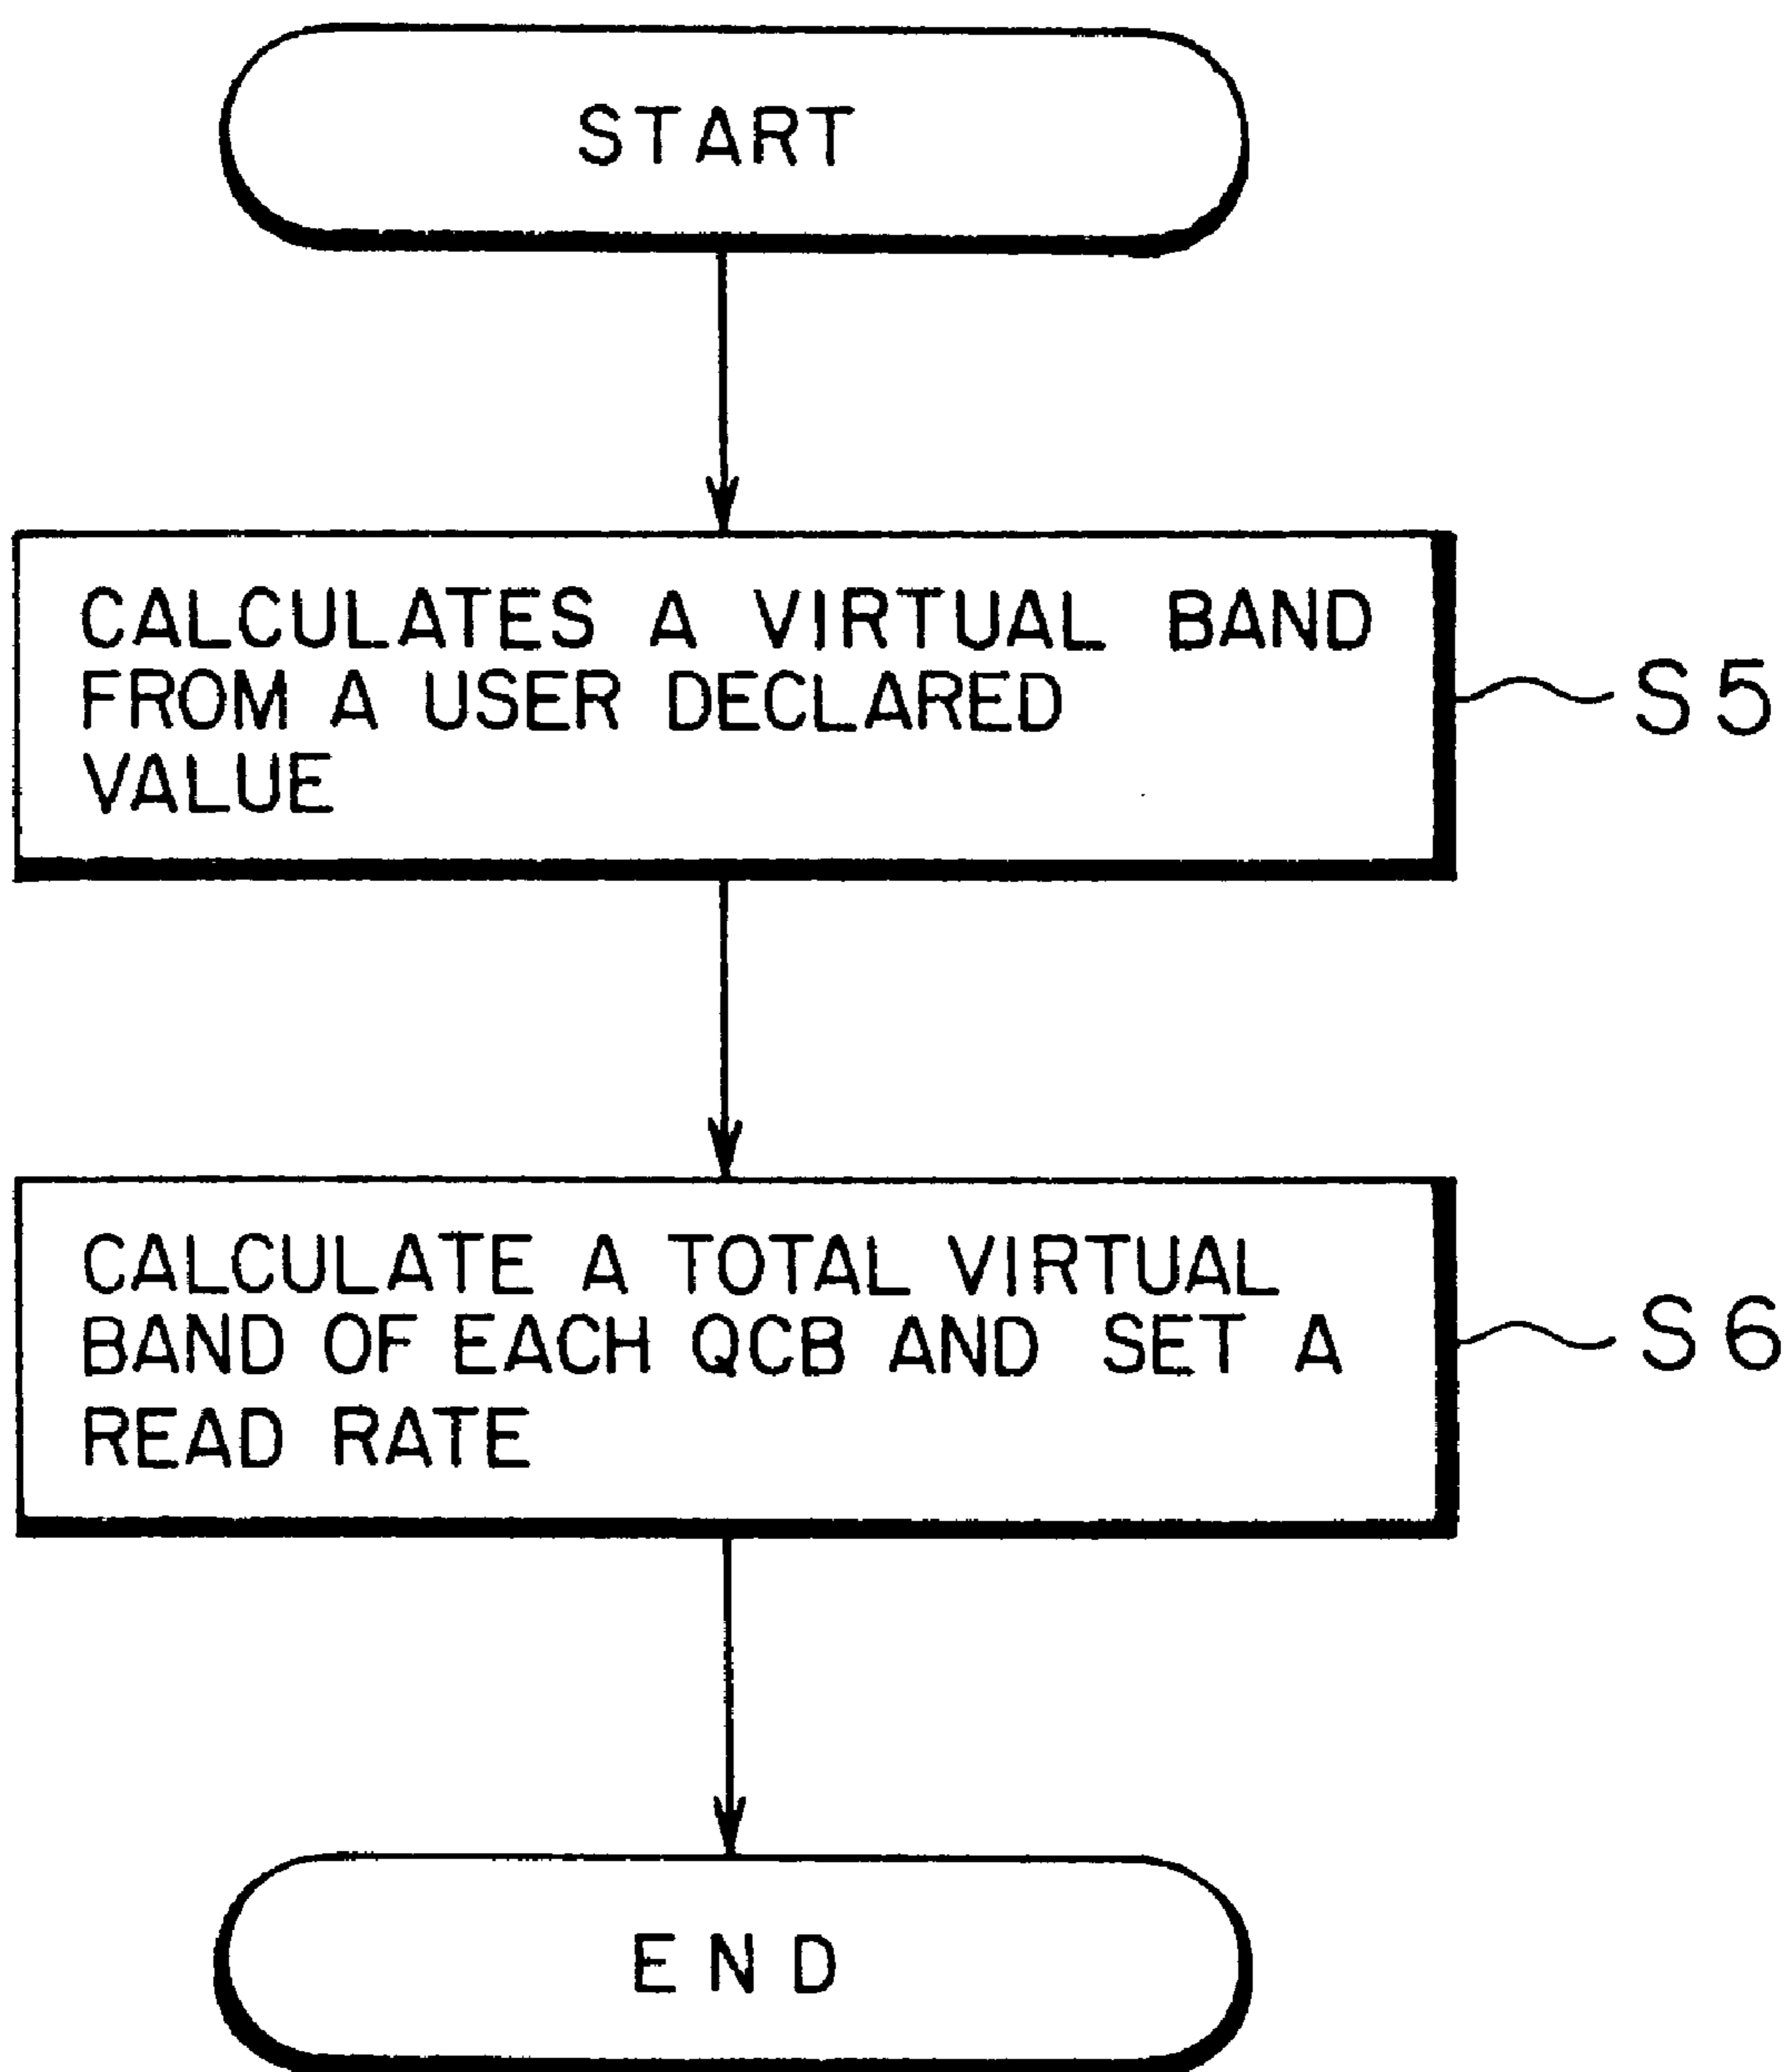 START
CALCULATES A VIRTUAL BAND
FROM A USER DECLARED
VALUE
S5
CALCULATE A TOTAL VIRTUAL
BAND OF EACH QCB AND SET A
READ RATE
S6
END